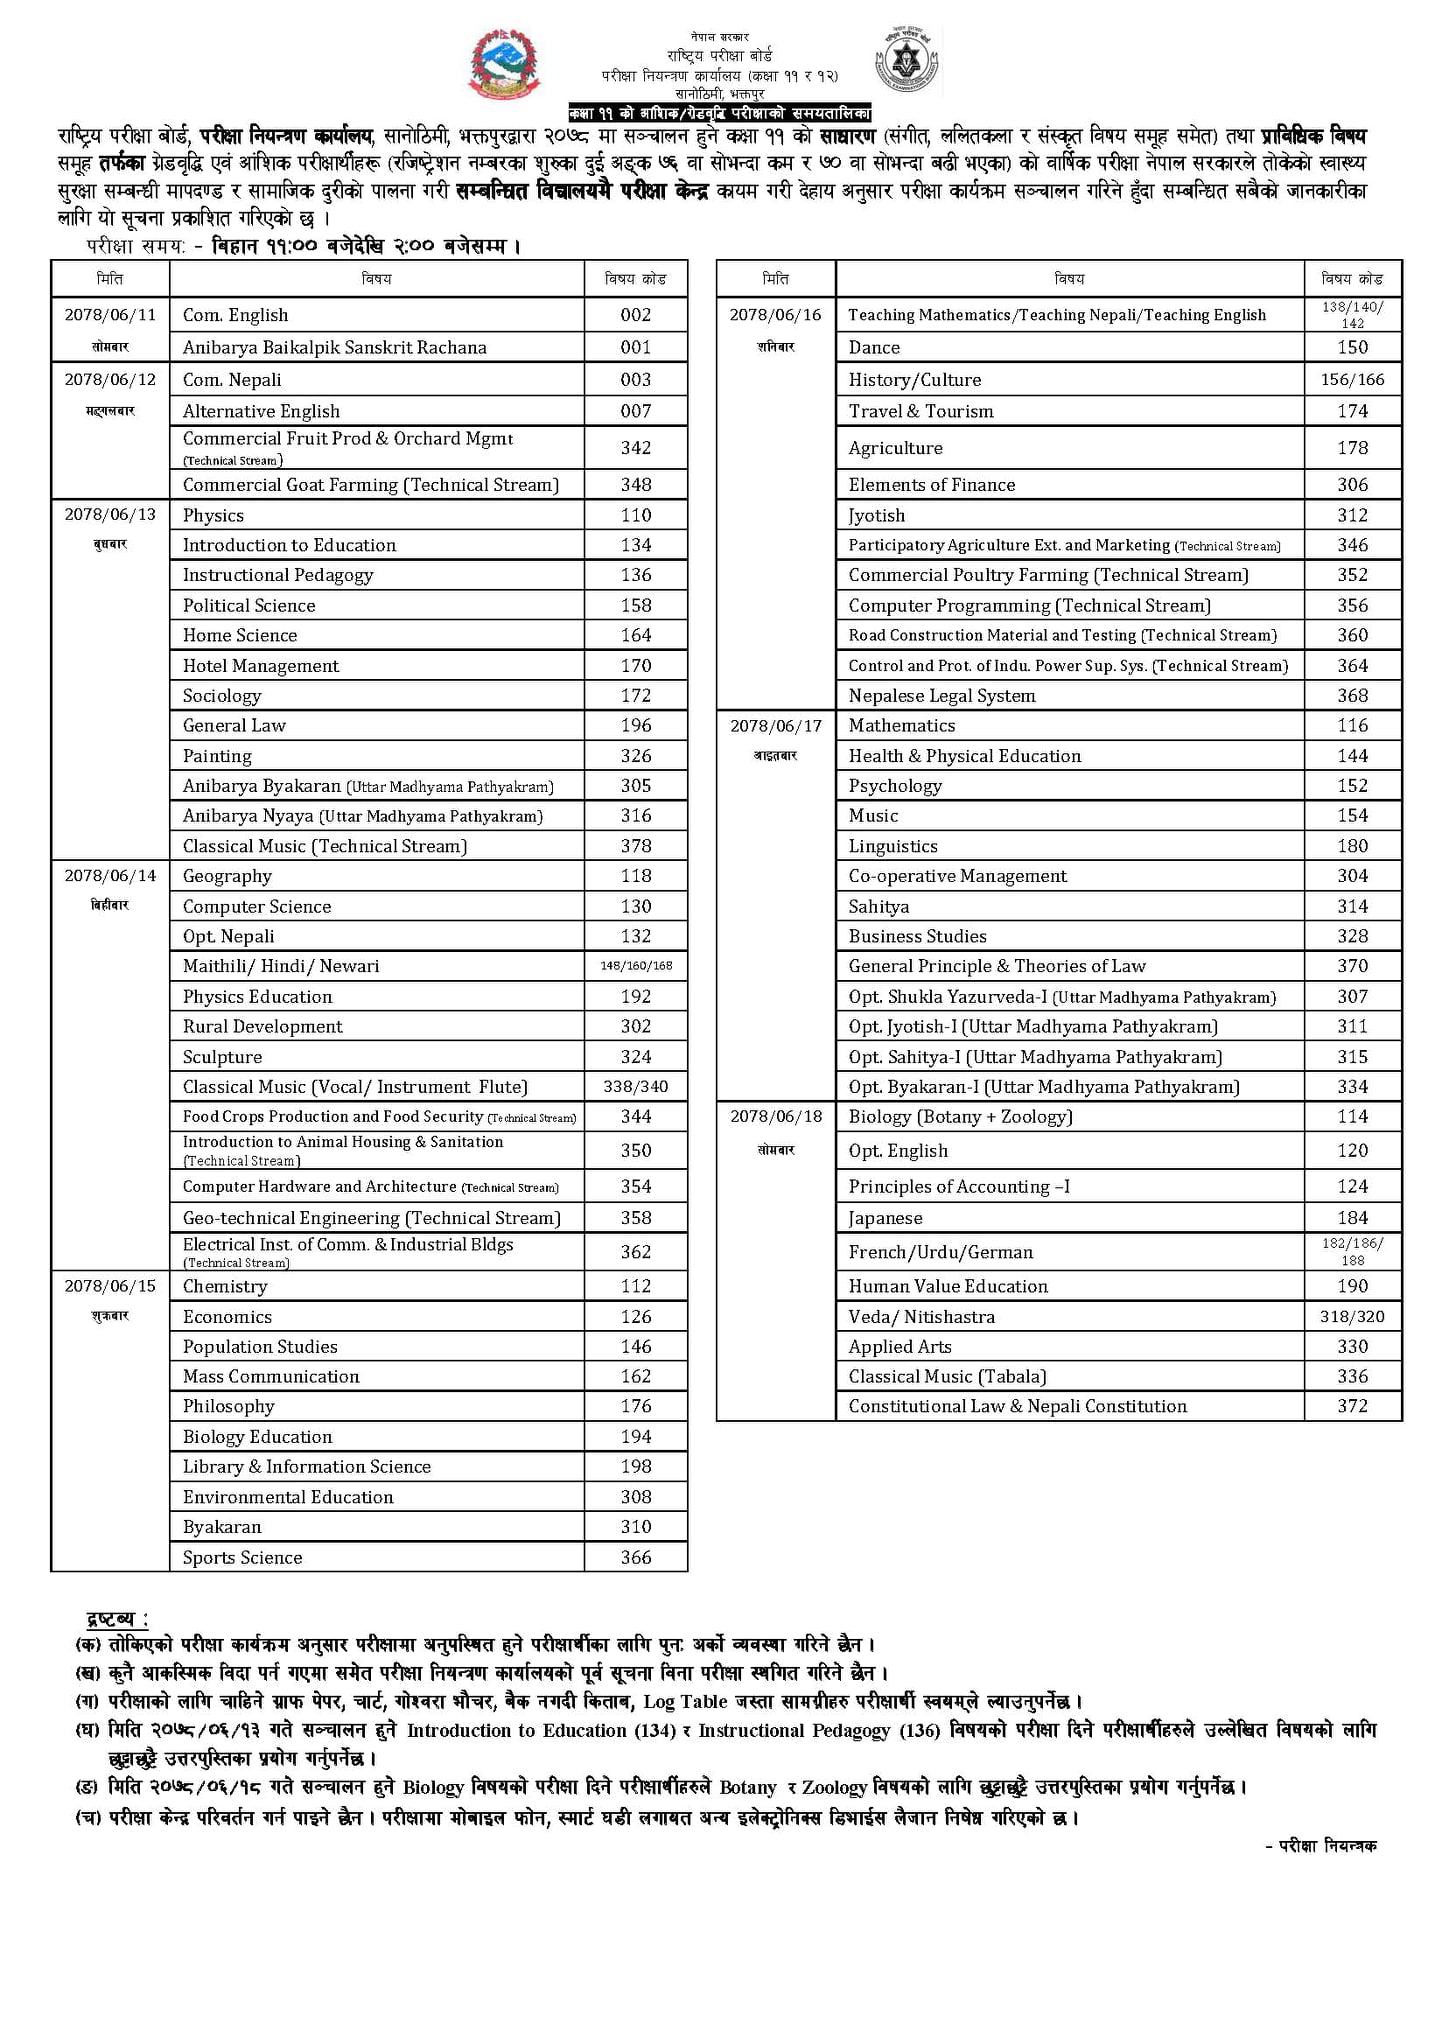 नेपाल सरकार
राष्ट्रिय परीक्षा बोर्ड
परीक्षा नियन्त्रण कार्यालय (कक्षा ११ र १२)
सानोठिमी, भक्तपुर
कक्षा ११ को आंशिक/ग्रेडवृद्धि परीक्षाको समयतालिका
राष्ट्रिय परीक्षा बोर्ड, परीक्षा नियन्त्रण कार्यालय, सानोठिमी, भक्तपुरद्वारा २०७८ मा सञ्चालन हुने कक्षा ११ को साधारण (संगीत, ललितकला र संस्कृत विषय समूह समेत) तथा प्राविधिक विषय
समूह तर्फका ग्रेडवृद्धि एवं आंशिक परीक्षार्थीहरू (रजिष्ट्रेशन नम्बरका शुरुका दुई अङ्क ७६ वा सोभन्दा कम र ७० वा सोभन्दा बढी भएका) को वार्षिक परीक्षा नेपाल सरकारले तोकेको स्वास्थ्य
सुरक्षा सम्बन्धी मापदण्ड र सामाजिक दुरीको पालना गरी सम्बन्धित विद्यालयमै परीक्षा केन्द्र कायम गरी देहाय अनुसार परीक्षा कार्यक्रम सञ्चालन गरिने हुँदा सम्बन्धित सबैको जानकारीका
लागि यो सूचना प्रकाशित गरिएको छ ।
परीक्षा समय: - बिहान ११:०० बजेदेखि २:०० बजेसम्म ।
मिति विषय विषय कोड
2078/06/11 Com. English 002
सोमबार Anibarya Baikalpik Sanskrit Rachana 001
2078/06/12 Com. Nepali 003
मङ्गलबार Alternative English 007
Commercial Fruit Prod & Orchard Mgmt
(Technical Stream) 342
Commercial Goat Farming (Technical Stream) 348
2078/06/13 Physics 110
बुधबार Introduction to Education 134
Instructional Pedagogy 136
Political Science 158
Home Science 164
Hotel Management 170
Sociology 172
General Law 196
Painting 326
Anibarya Byakaran (Uttar Madhyama Pathyakram) 305
Anibarya Nyaya (Uttar Madhyama Pathyakram) 316
Classical Music (Technical Stream) 378
2078/06/14 Geography 118
बिहीबार Computer Science 130
Opt. Nepali 132
Maithili/ Hindi/ Newari 148/160/168
Physics Education 192
Rural Development 302
Sculpture 324
Classical Music (Vocal/ Instrument Flute) 338/340
Food Crops Production and Food Security (Technical Stream) 344
Introduction to Animal Housing & Sanitation
(Technical Stream) 350
Computer Hardware and Architecture (Technical Stream) 354
Geo-technical Engineering (Technical Stream) 358
Electrical Inst. of Comm. & Industrial Bldgs
(Technical Stream) 362
2078/06/15 Chemistry 112
शुक्रबार Economics 126
Population Studies 146
Mass Communication 162
Philosophy 176
Biology Education 194
Library & Information Science 198
Environmental Education 308
Byakaran 310
Sports Science 366
मिति विषय विषय कोड
2078/06/16 Teaching Mathematics/Teaching Nepali/Teaching English 138/140/
142
शनिबार Dance 150
History/Culture 156/166
Travel & Tourism 174
Agriculture 178
Elements of Finance 306
Jyotish 312
Participatory Agriculture Ext. and Marketing (Technical Stream) 346
Commercial Poultry Farming (Technical Stream) 352
Computer Programming (Technical Stream) 356
Road Construction Material and Testing (Technical Stream) 360
Control and Prot. of Indu. Power Sup. Sys. (Technical Stream) 364
Nepalese Legal System 368
2078/06/17 Mathematics 116
आइतबार Health & Physical Education 144
Psychology 152
Music 154
Linguistics 180
Co-operative Management 304
Sahitya 314
Business Studies 328
General Principle & Theories of Law 370
Opt. Shukla Yazurveda-I (Uttar Madhyama Pathyakram) 307
Opt. Jyotish-I (Uttar Madhyama Pathyakram) 311
Opt. Sahitya-I (Uttar Madhyama Pathyakram) 315
Opt. Byakaran-I (Uttar Madhyama Pathyakram) 334
2078/06/18 Biology (Botany + Zoology) 114
सोमबार Opt. English 120
Principles of Accounting –I 124
Japanese 184
French/Urdu/German 182/186/
188
Human Value Education 190
Veda/ Nitishastra 318/320
Applied Arts 330
Classical Music (Tabala) 336
Constitutional Law & Nepali Constitution 372
द्रष्टब्य :
(क) तोकिएको परीक्षा कार्यक्रम अनुसार परीक्षामा अनुपस्थित हुने परीक्षार्थीका लागि पुन: अर्को व्यवस्था गरिने छैन ।
(ख) कुनै आकस्मिक विदा पर्न गएमा समेत परीक्षा नियन्त्रण कार्यालयको पूर्व सूचना विना परीक्षा स्थगित गरिने छैन ।
(ग) परीक्षाको लागि चाहिने ग्राफ पेपर, चार्ट, गोश्वरा भौचर, बैक नगदी किताब, Log Table जस्ता सामग्रीहरु परीक्षार्थी स्वयम्ले ल्याउनुपर्नेछ ।
(घ) मिति २०७८/०६/१३ गते सञ्चालन हुने Introduction to Education (134) र Instructional Pedagogy (136) विषयको परीक्षा दिने परीक्षार्थीहरुले उल्लेखित विषयको लागि
छुट्टाछुट्टै उत्तरपुस्तिका प्रयोग गर्नुपर्नेछ ।
(ङ) मिति २०७८/०६/१८ गते सञ्चालन हुने Biology विषयको परीक्षा दिने परीक्षार्थीहरुले Botany र Zoology विषयको लागि छुट्टाछुट्टै उत्तरपुस्तिका प्रयोग गर्नुपर्नेछ ।
(च) परीक्षा केन्द्र परिवर्तन गर्न पाइने छैन । परीक्षामा मोबाइल फोन, स्मार्ट घडी लगायत अन्य इलेक्ट्रोनिक्स डिभाईस लैजान निषेध गरिएको छ ।
- परीक्षा नियन्त्रक